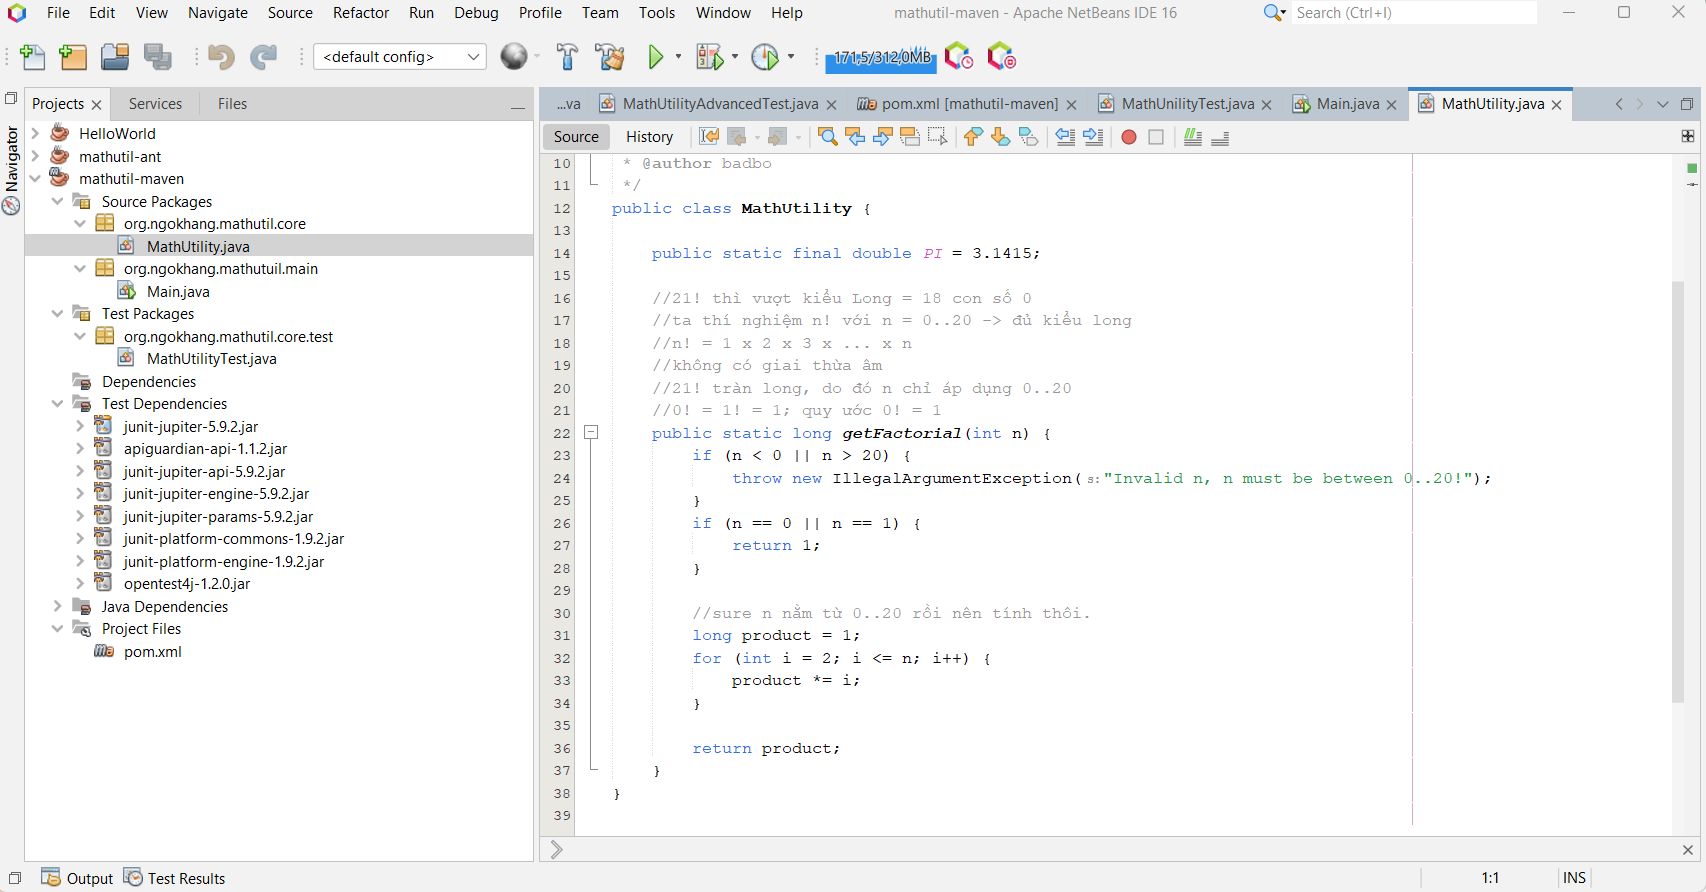 File Edit View Navigate Source Refactor Run Debug Profile Team Tools Window Help
mathutil-maven - Apache NetBeans IDE 16
Search (Ctrl+I)
<default config>
171,5/312,0MB
Projects Services Files
Navigator
HelloWorld
mathutil-ant
mathutil-maven
Source Packages
org.ngokhang.mathutil.core
MathUtility.java
org.ngokhang.mathutuil.main
Main.java
Test Packages
org.ngokhang.mathutil.core.test
MathUtilityTest.java
Dependencies
Test Dependencies
junit-jupiter-5.9.2.jar
apiguardian-api-1.1.2.jar
junit-jupiter-api-5.9.2.jar
junit-jupiter-engine-5.9.2.jar
junit-jupiter-params-5.9.2.jar
junit-platform-commons-1.9.2.jar
junit-platform-engine-1.9.2.jar
opentest4j-1.2.0.jar
Java Dependencies
Project Files
pom.xml
...va MathUtilityAdvancedTest.java pom.xml [mathutil-maven] MathUnilityTest.java Main.java MathUtility.java
Source History
10 * @author badbo
11 */
12 public class MathUtility {
13
14 public static final double PI = 3.1415;
15
16 //21! thì vượt kiểu Long = 18 con số 0
17 //ta thí nghiệm n! với n = 0..20 -> đủ kiểu long
18 //n! = 1 x 2 x 3 x ... x n
19 //không có giai thừa âm
20 //21! tràn long, do đó n chỉ áp dụng 0..20
21 //0! = 1! = 1; quy ước 0! = 1
22 public static long getFactorial(int n) {
23 if (n < 0 || n > 20) {
24 throw new IllegalArgumentException(s:"Invalid n, n must be between 0..20!");
25 }
26 if (n == 0 || n == 1) {
27 return 1;
28 }
29
30 //sure n nằm từ 0..20 rồi nên tính thôi.
31 long product = 1;
32 for (int i = 2; i <= n; i++) {
33 product *= i;
34 }
35
36 return product;
37 }
38 }
39
Output Test Results
1:1 INS